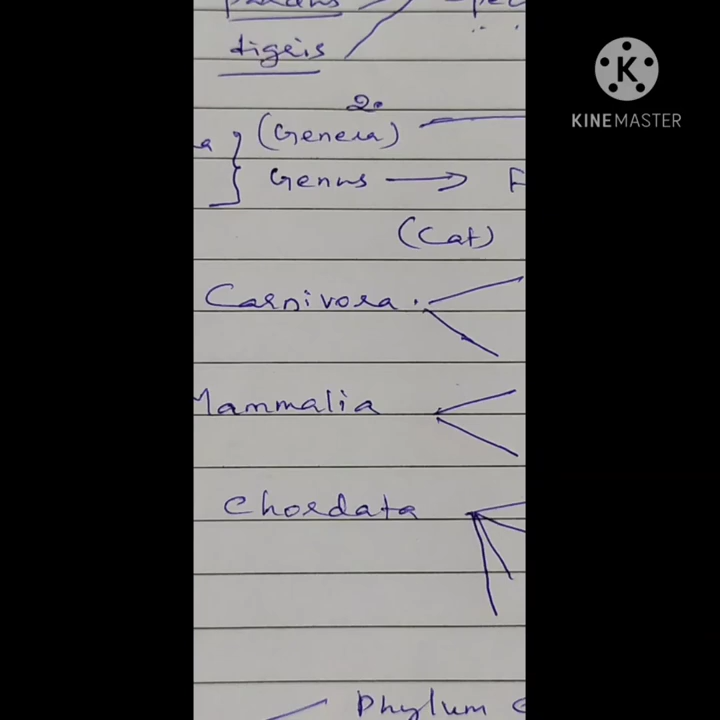 tigris
K
KINEMASTER
2.
a } (Genera)
Genus → F
(Cat)
Carnivora .
Mammalia
Chordata
Phylum C